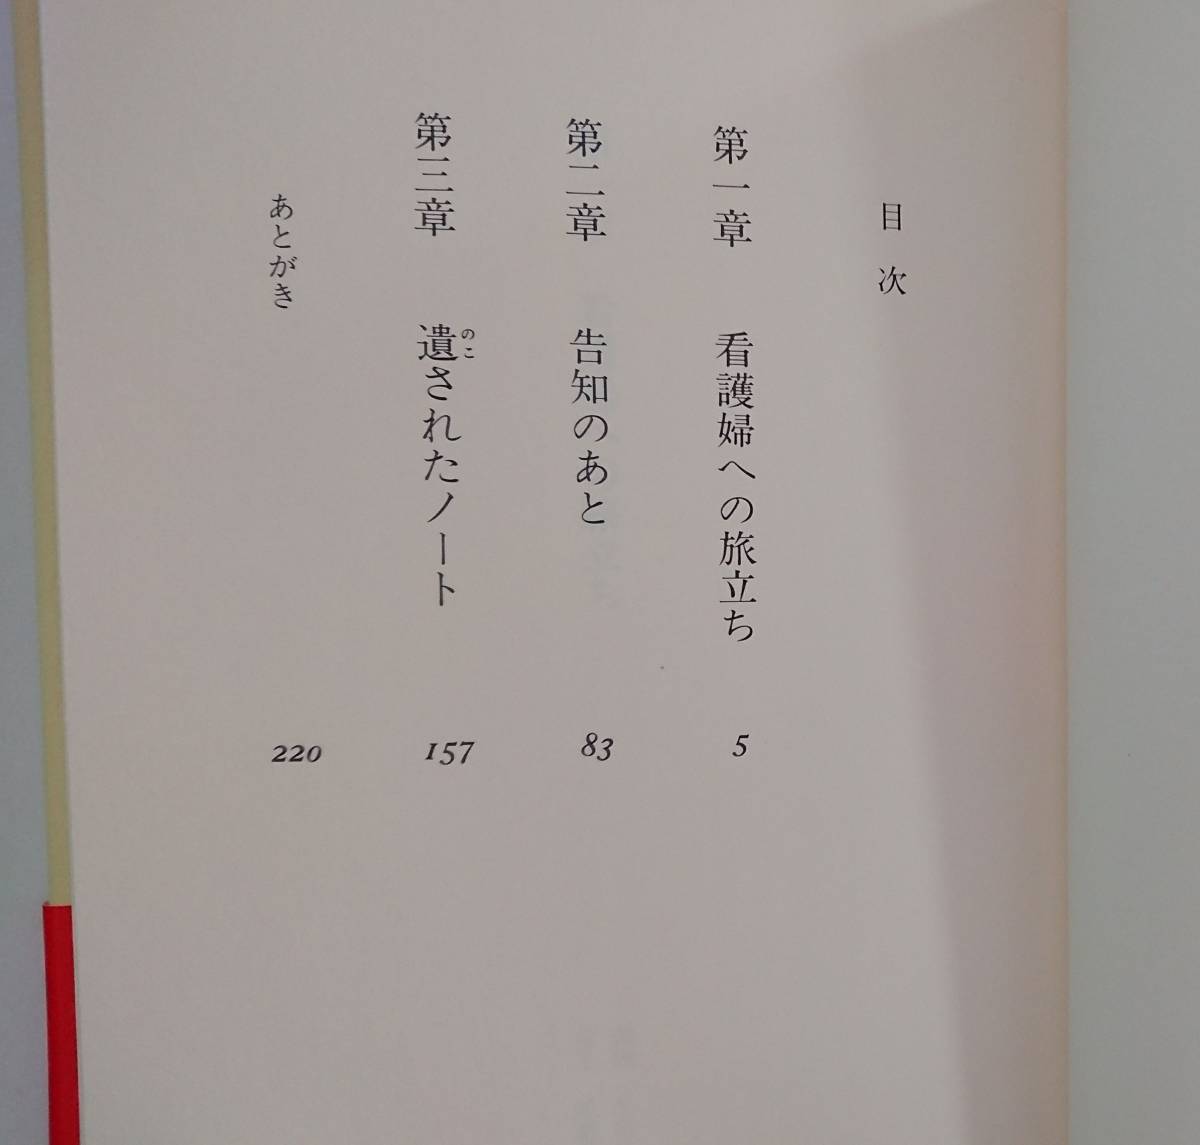 目次
第一章 看護婦への旅立ち 5
第二章 告知のあと 83
第三章 遺されたノート 157
のこ
あとがき 220